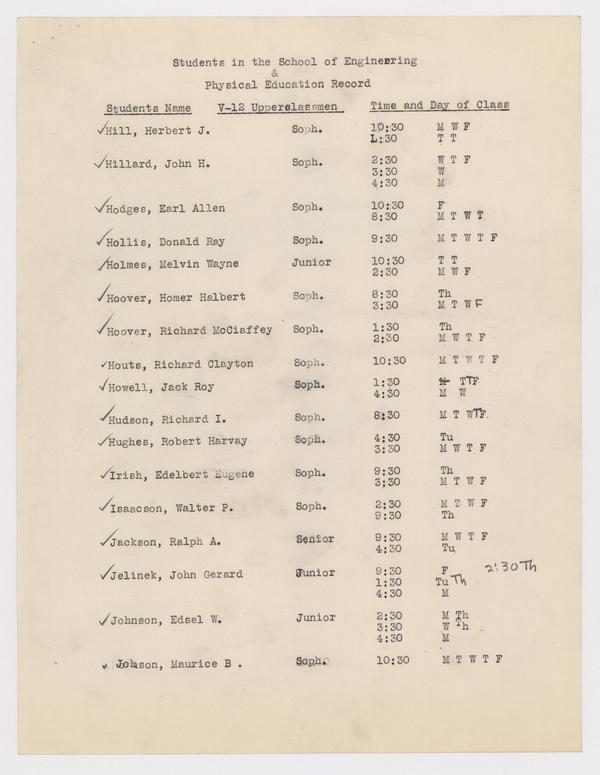 Students in the School of Engineering
&
Physical Education Record
Students Name V-12 Upperclassmen Time and Day of Class
✓Hill, Herbert J. Soph. 10:30 M W F
L:30 T T
✓Hillard, John H. Soph. 2:30 W T F
3:30 W
4:30 M
✓Hodges, Earl Allen Soph. 10:30 F
8:30 M T W T
✓Hollis, Donald Ray Soph. 9:30 M T W T F
✓Holmes, Melvin Wayne Junior 10:30 T T
2:30 M W F
✓Hoover, Homer Halbert Soph. 8:30 Th
3:30 M T W F
✓Hoover, Richard McCiaffey Soph. 1:30 Th
2:30 M W T F
✓Houts, Richard Clayton Soph. 10:30 M T W T F
✓Howell, Jack Roy Soph. 1:30 M T T F
4:30 M W
✓Hudson, Richard I. Soph. 8:30 M T W T F
✓Hughes, Robert Harvay Soph. 4:30 Tu
3:30 M W T F
✓Irish, Edelbert Eugene Soph. 9:30 Th
3:30 M T W F
✓Isaacson, Walter P. Soph. 2:30 M T W F
9:30 Th
✓Jackson, Ralph A. Senior 9:30 M W T F
4:30 Tu
✓Jelinek, John Gerard Junior 9:30 F 2:30 Th
1:30 Tu Th
4:30 M
✓Johnson, Edsel W. Junior 2:30 M Th
3:30 W Th
4:30 M
✓Johnson, Maurice B. Soph. 10:30 M T W T F